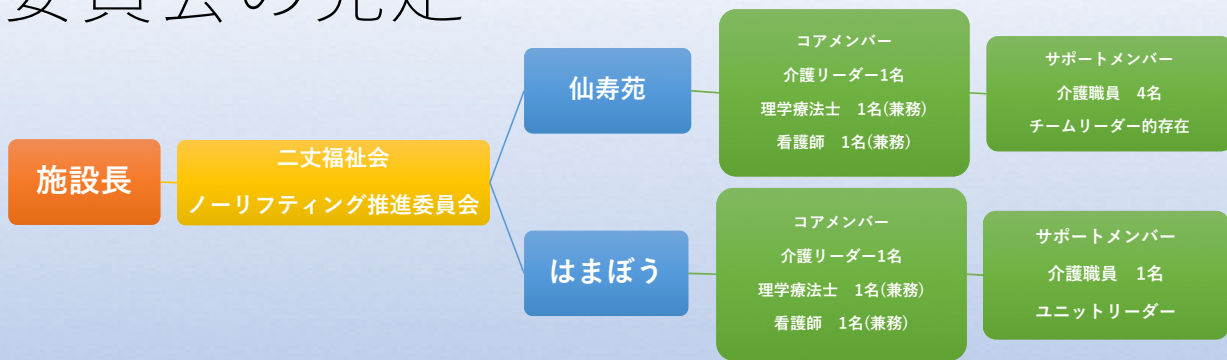 委員会の発足
施設長
二丈福祉会
ノーリフティング推進委員会
仙寿苑
コアメンバー
介護リーダー1名
理学療法士　1名(兼務)
看護師　1名(兼務)
サポートメンバー
介護職員　4名
チームリーダー的存在
はまぼう
コアメンバー
介護リーダー1名
理学療法士　1名(兼務)
看護師　1名(兼務)
サポートメンバー
介護職員　1名
ユニットリーダー